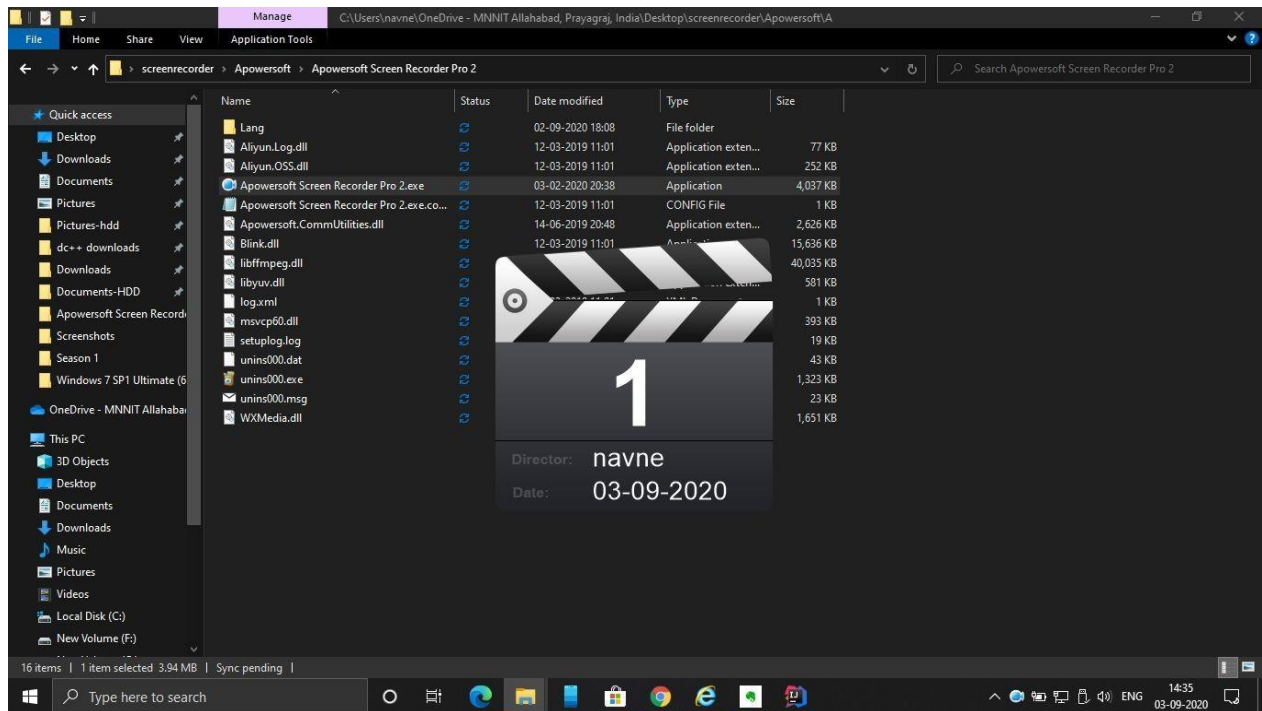 Manage
C:\Users\navne\OneDrive - MNNIT Allahabad, Prayagraj, India\Desktop\screenrecorder\Apowersoft\A
File Home Share View Application Tools
screenrecorder › Apowersoft › Apowersoft Screen Recorder Pro 2
Search Apowersoft Screen Recorder Pro 2
Quick access
Desktop
Downloads
Documents
Pictures
Pictures-hdd
dc++ downloads
Downloads
Documents-HDD
Apowersoft Screen Recorde
Screenshots
Season 1
Windows 7 SP1 Ultimate (6
OneDrive - MNNIT Allahabad
This PC
3D Objects
Desktop
Documents
Downloads
Music
Pictures
Videos
Local Disk (C:)
New Volume (F:)
Name Status Date modified Type Size
Lang 02-09-2020 18:08 File folder
Aliyun.Log.dll 12-03-2019 11:01 Application exten... 77 KB
Aliyun.OSS.dll 12-03-2019 11:01 Application exten... 252 KB
Apowersoft Screen Recorder Pro 2.exe 03-02-2020 20:38 Application 4,037 KB
Apowersoft Screen Recorder Pro 2.exe.co... 12-03-2019 11:01 CONFIG File 1 KB
Apowersoft.CommUtilities.dll 14-06-2019 20:48 Application exten... 2,626 KB
Blink.dll 12-03-2019 11:01 15,636 KB
libffmpeg.dll 40,035 KB
libyuv.dll 581 KB
log.xml 1 KB
msvcp60.dll 393 KB
setuplog.log 19 KB
unins000.dat 43 KB
unins000.exe 1,323 KB
unins000.msg 23 KB
WXMedia.dll 1,651 KB
1
Director: navne
Date: 03-09-2020
16 items | 1 item selected 3.94 MB | Sync pending |
Type here to search
ENG
14:35
03-09-2020